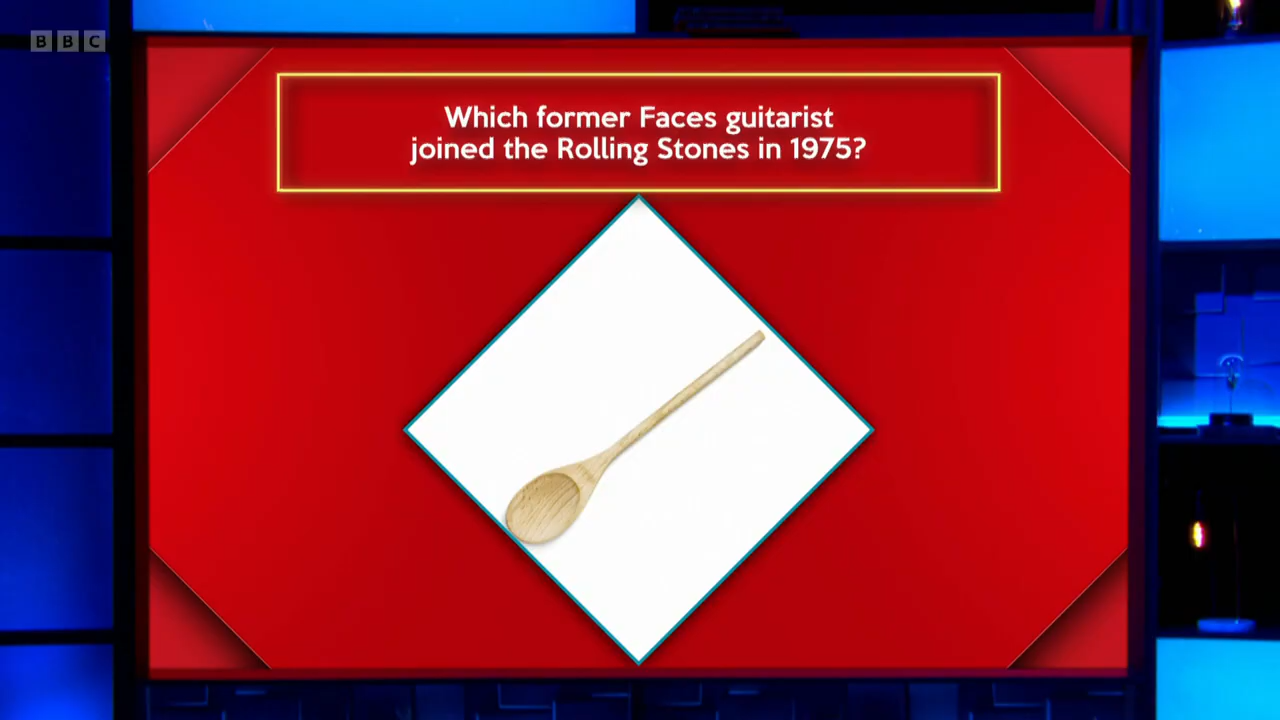 BBC
Which former Faces guitarist
joined the Rolling Stones in 1975?